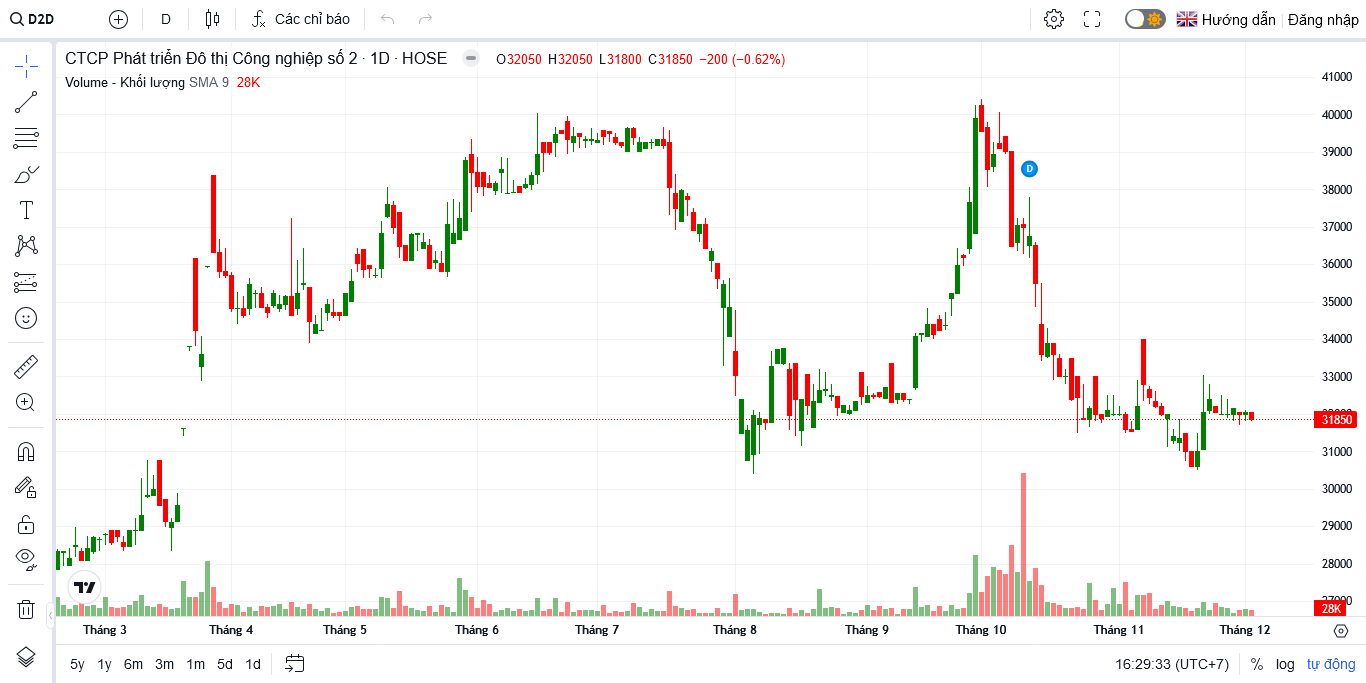 D2D
D
Các chỉ báo
Hướng dẫn
Đăng nhập
CTCP Phát triển Đô thị Công nghiệp số 2 · 1D · HOSE
O32050 H32050 L31800 C31850 −200 (−0.62%)
Volume - Khối lượng SMA 9 28K
41000
40000
39000
38000
37000
36000
35000
34000
33000
31850
31000
30000
29000
28000
28K
27000
D
Tháng 3
Tháng 4
Tháng 5
Tháng 6
Tháng 7
Tháng 8
Tháng 9
Tháng 10
Tháng 11
Tháng 12
5y 1y 6m 3m 1m 5d 1d
16:29:33 (UTC+7)
% log tự động